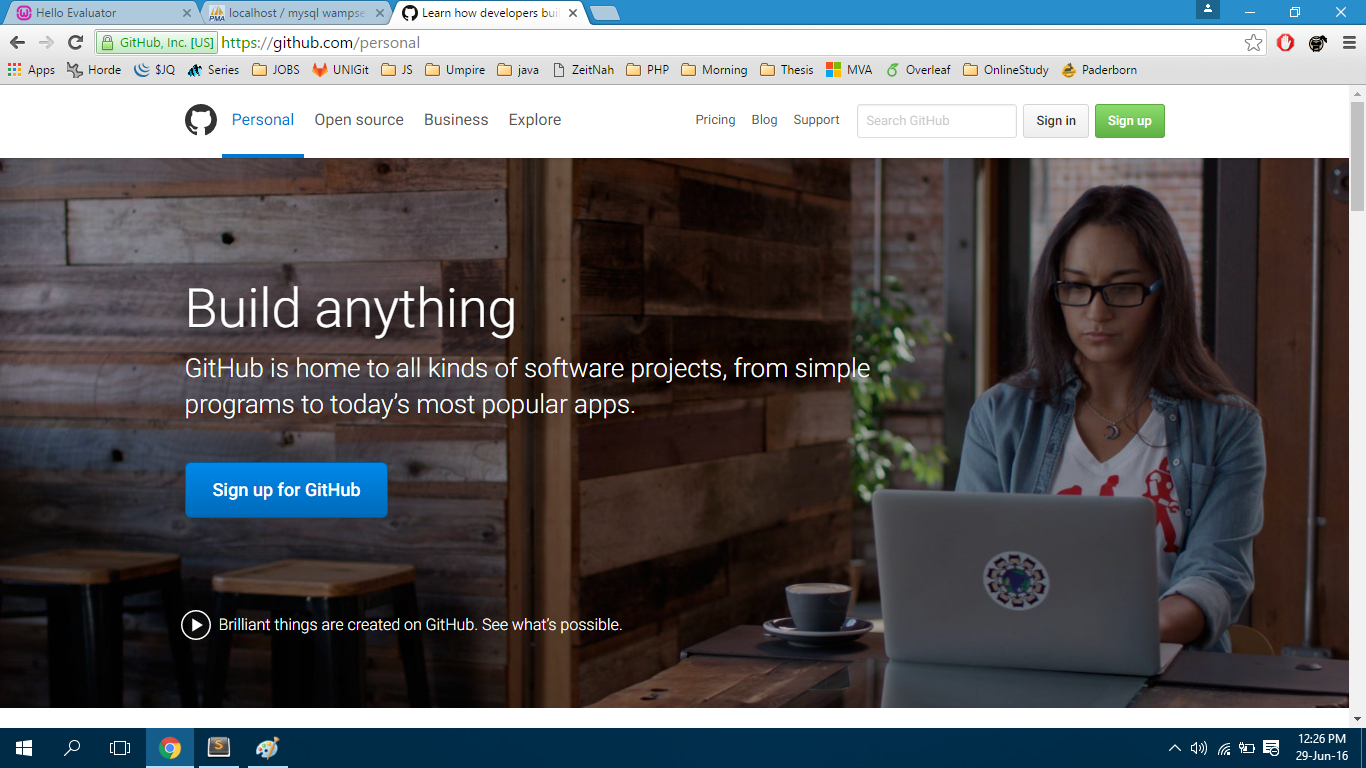 Hello Evaluator
localhost / mysql wampse
Learn how developers bui
GitHub, Inc. [US] https://github.com/personal
Apps Horde $JQ Series JOBS UNIGit JS Umpire java ZeitNah PHP Morning Thesis MVA Overleaf OnlineStudy Paderborn
Personal Open source Business Explore Pricing Blog Support Search GitHub Sign in Sign up
Build anything
GitHub is home to all kinds of software projects, from simple
programs to today’s most popular apps.
Sign up for GitHub
Brilliant things are created on GitHub. See what’s possible.
12:26 PM
29-Jun-16